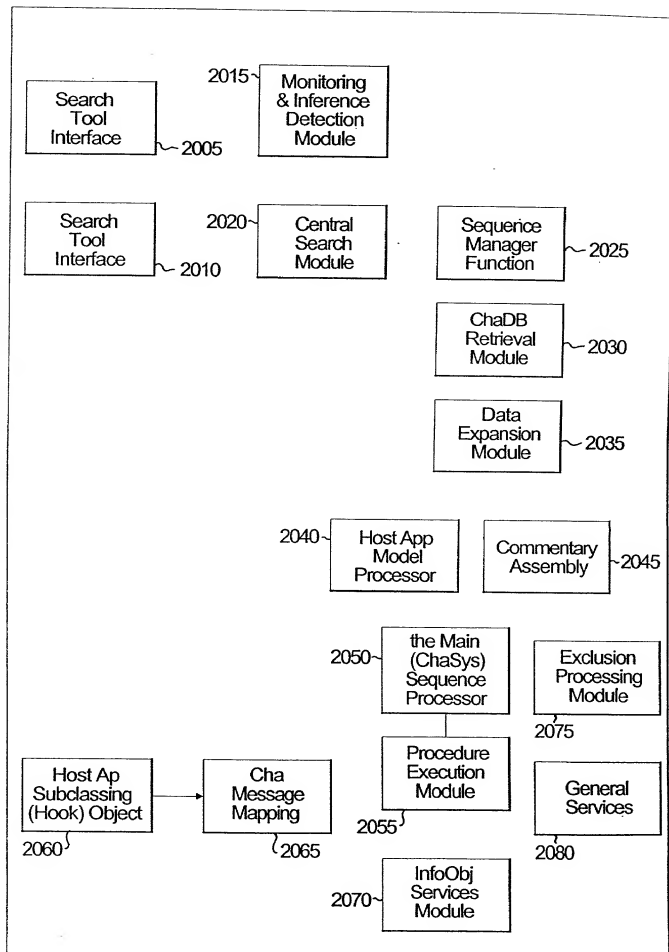 2015
Monitoring
& Inference
Detection
Module
Search
Tool
Interface
2005
2020
Search
Tool
Interface
2010
Central
Search
Module
Sequence
Manager
Function
2025
ChaDB
Retrieval
Module
2030
Data
Expansion
Module
2035
2040
Host App
Model
Processor
Commentary
Assembly
2045
2050
the Main
(ChaSys)
Sequence
Processor
Exclusion
Processing
Module
2075
Host Ap
Subclassing
(Hook) Object
2060
Cha
Message
Mapping
2065
Procedure
Execution
Module
2055
General
Services
2080
2070
InfoObj
Services
Module